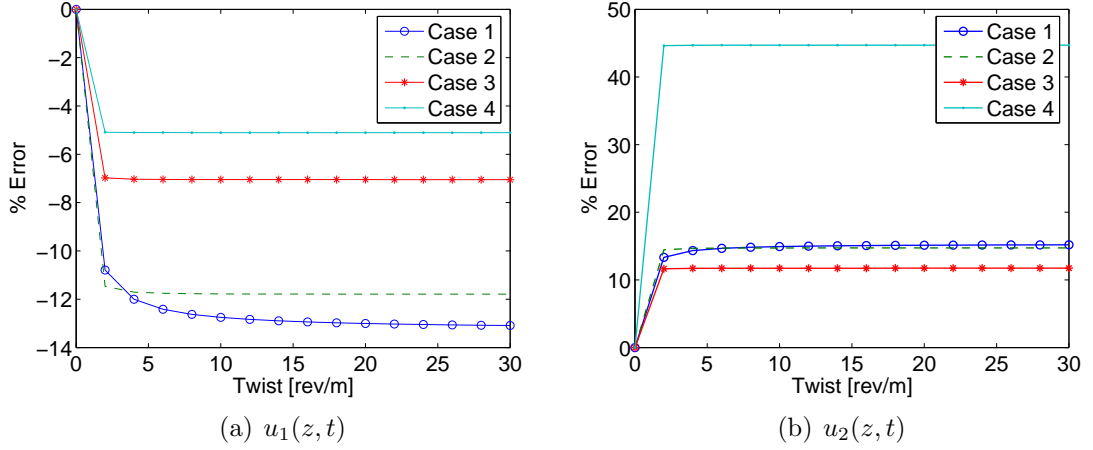 0
−2
−4
−6
−8
−10
−12
−14
% Error
0 5 10 15 20 25 30
Twist [rev/m]
Case 1
Case 2
Case 3
Case 4
(a) u₁(z, t)
50
40
30
20
10
0
% Error
0 5 10 15 20 25 30
Twist [rev/m]
Case 1
Case 2
Case 3
Case 4
(b) u₂(z, t)